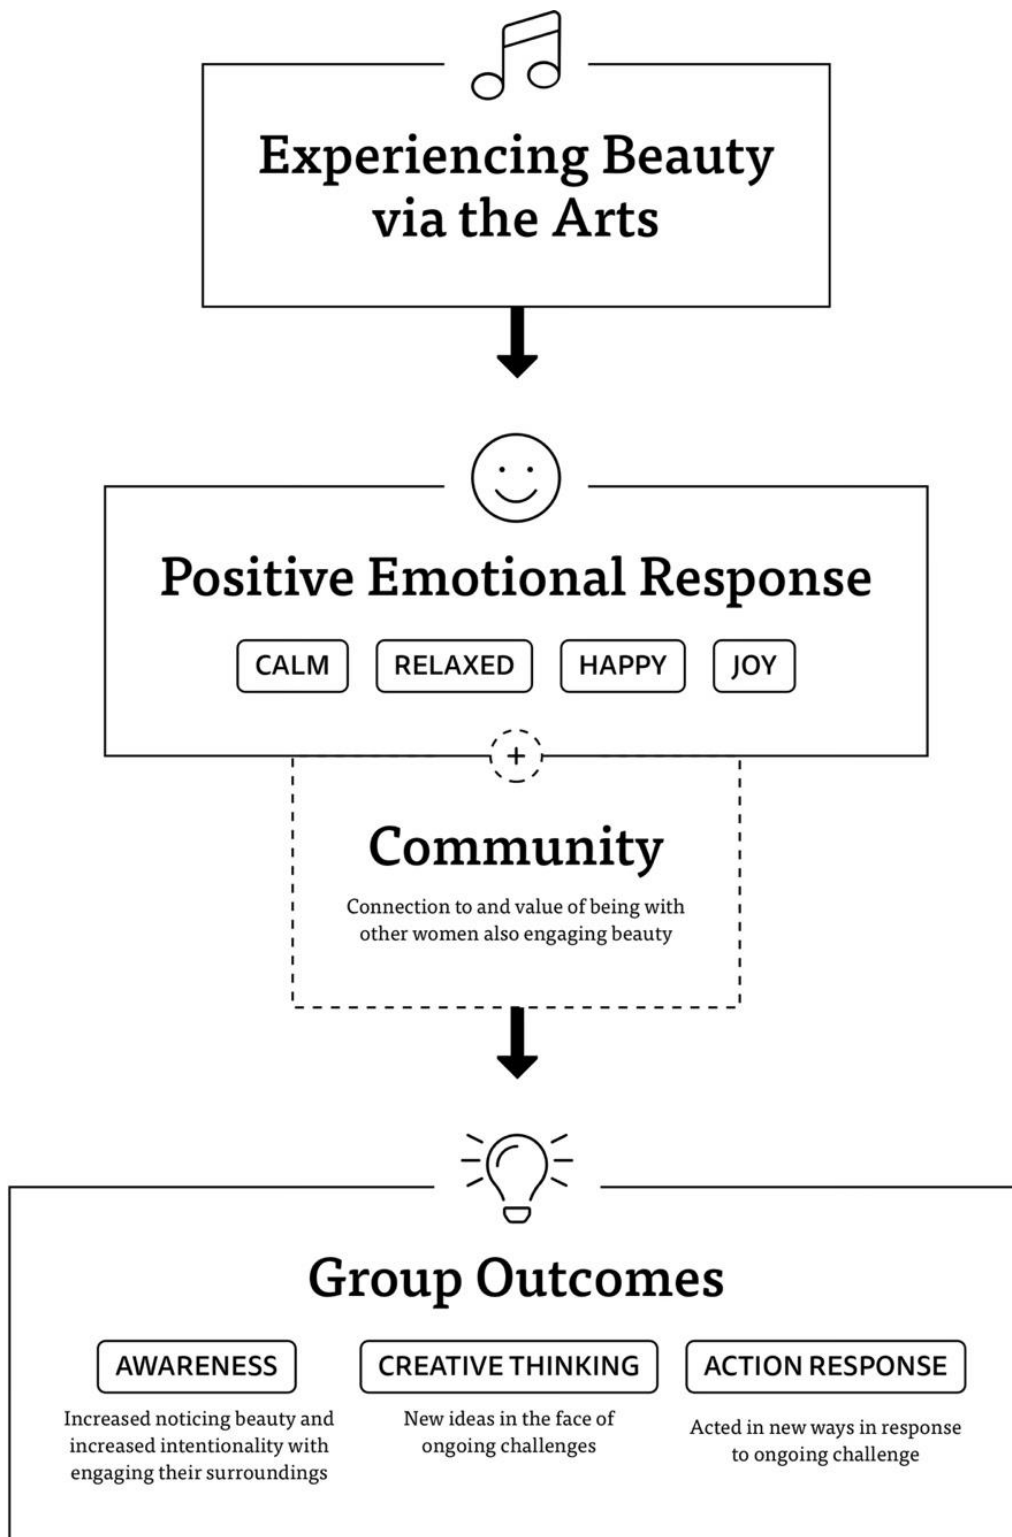 Experiencing Beauty
via the Arts
Positive Emotional Response
CALM RELAXED HAPPY JOY
+
Community
Connection to and value of being with
other women also engaging beauty
Group Outcomes
AWARENESS CREATIVE THINKING ACTION RESPONSE
Increased noticing beauty and
increased intentionality with
engaging their surroundings
New ideas in the face of
ongoing challenges
Acted in new ways in response
to ongoing challenge